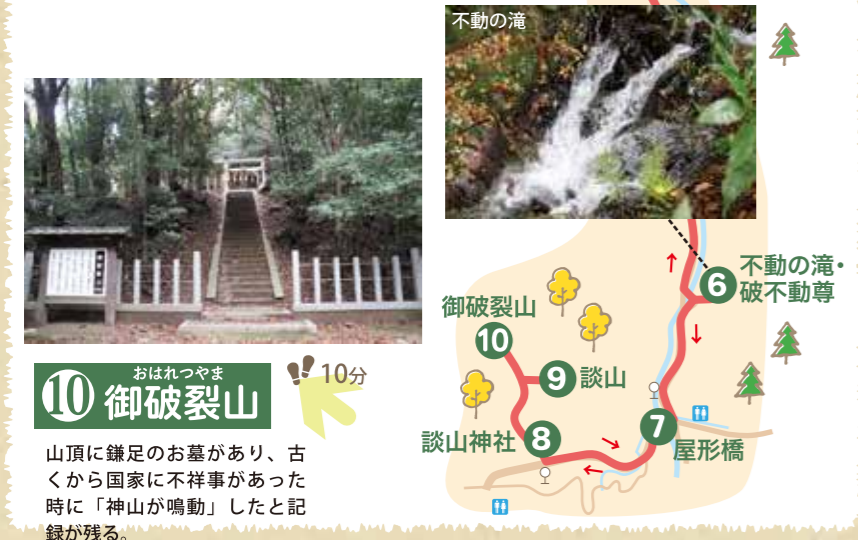 不動の滝
不動の滝・
破不動尊
6
御破裂山
10
9 談山
談山神社 8
7
屋形橋
10分
おはれつやま
⑩ 御破裂山
山頂に鎌足のお墓があり、古
くから国家に不祥事があった
時に「神山が鳴動」したと記
録が残る。